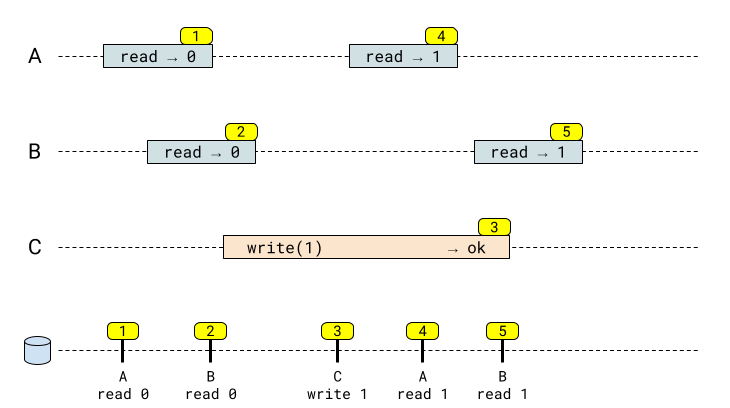 1 4
A read → 0 read → 1
2 5
B read → 0 read → 1
3
C write(1) → ok
1 2 3 4 5
A B C A B
read 0 read 0 write 1 read 1 read 1